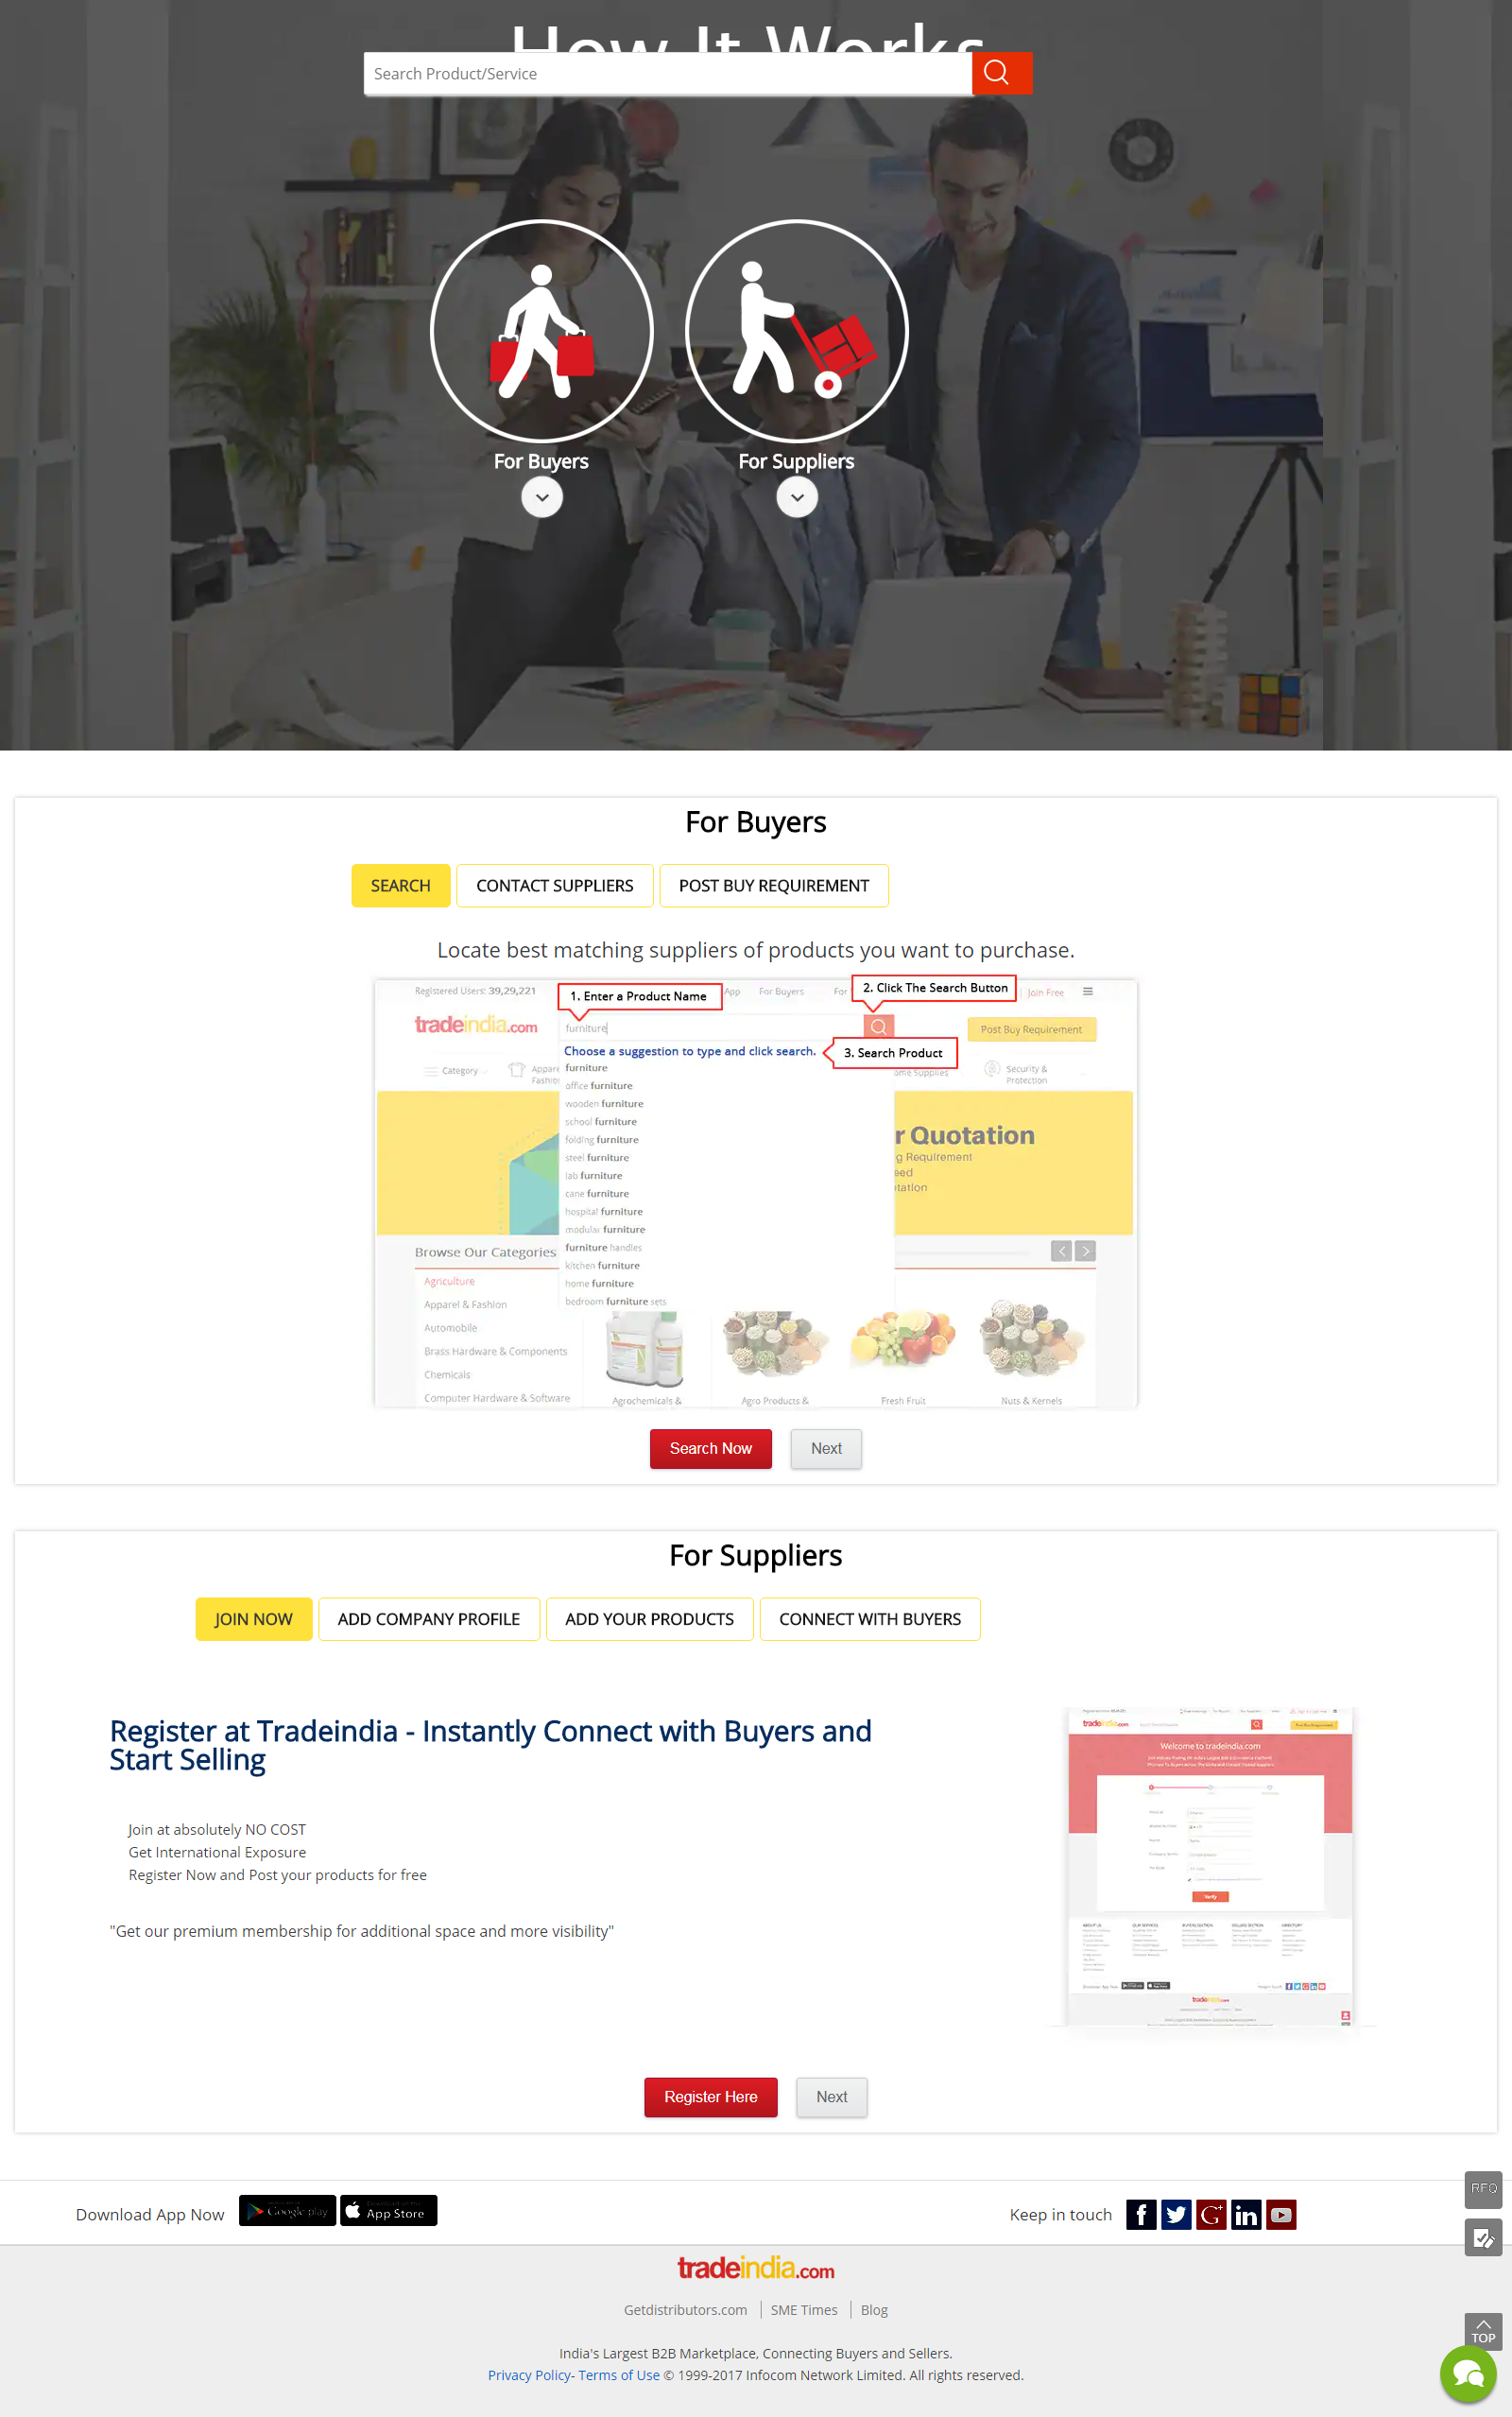 How It Works
Search Product/Service
For Buyers
For Suppliers
For Buyers
SEARCH
CONTACT SUPPLIERS
POST BUY REQUIREMENT
Locate best matching suppliers of products you want to purchase.
Registered Users: 39,29,221
App
For Buyers
For
Join Free
1. Enter a Product Name
2. Click The Search Button
tradeindia.com
furniture
Post Buy Requirement
Choose a suggestion to type and click search.
3. Search Product
Category
Security &
Protection
furniture
office furniture
wooden furniture
school furniture
folding furniture
steel furniture
lab furniture
cane furniture
hospital furniture
modular furniture
furniture handles
kitchen furniture
home furniture
bedroom furniture sets
r Quotation
g Requirement
eed
tation
Browse Our Categories
Agriculture
Apparel & Fashion
Automobile
Brass Hardware & Components
Chemicals
Computer Hardware & Software
Agrochemicals &
Agro Products &
Fresh Fruit
Nuts & Kernels
Search Now
Next
For Suppliers
JOIN NOW
ADD COMPANY PROFILE
ADD YOUR PRODUCTS
CONNECT WITH BUYERS
Register at Tradeindia - Instantly Connect with Buyers and
Start Selling
Join at absolutely NO COST
Get International Exposure
Register Now and Post your products for free
"Get our premium membership for additional space and more visibility"
tradeindia.com
Welcome to tradeindia.com
Verify
Register Here
Next
RFQ
Download App Now
Google play
App Store
Keep in touch
tradeindia.com
Getdistributors.com
SME Times
Blog
TOP
India's Largest B2B Marketplace, Connecting Buyers and Sellers.
Privacy Policy- Terms of Use © 1999-2017 Infocom Network Limited. All rights reserved.